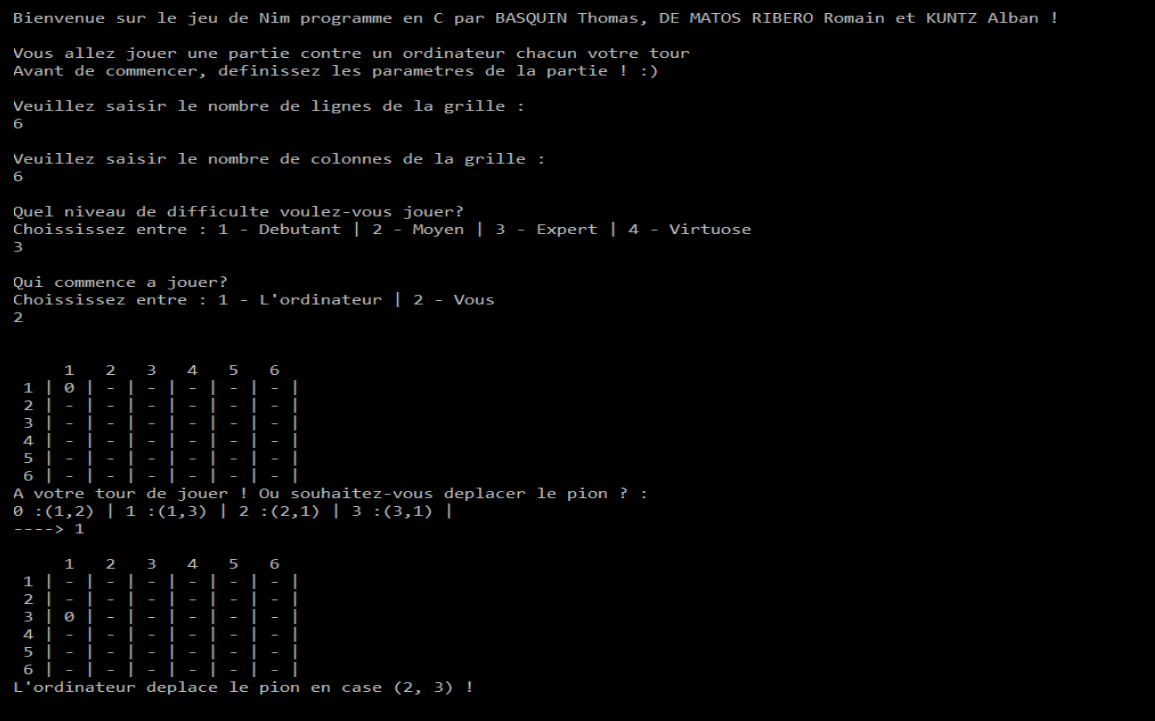 Bienvenue sur le jeu de Nim programme en C par BASQUIN Thomas, DE MATOS RIBERO Romain et KUNTZ Alban !
Vous allez jouer une partie contre un ordinateur chacun votre tour
Avant de commencer, definissez les parametres de la partie ! :)
Veuillez saisir le nombre de lignes de la grille :
6
Veuillez saisir le nombre de colonnes de la grille :
6
Quel niveau de difficulte voulez-vous jouer?
Choississez entre : 1 - Debutant | 2 - Moyen | 3 - Expert | 4 - Virtuose
3
Qui commence a jouer?
Choississez entre : 1 - L'ordinateur | 2 - Vous
2
1 2 3 4 5 6
1 | 0 | - | - | - | - | - |
2 | - | - | - | - | - | - |
3 | - | - | - | - | - | - |
4 | - | - | - | - | - | - |
5 | - | - | - | - | - | - |
6 | - | - | - | - | - | - |
A votre tour de jouer ! Ou souhaitez-vous deplacer le pion ? :
0 :(1,2) | 1 :(1,3) | 2 :(2,1) | 3 :(3,1) |
----> 1
1 2 3 4 5 6
1 | - | - | - | - | - | - |
2 | - | - | - | - | - | - |
3 | 0 | - | - | - | - | - |
4 | - | - | - | - | - | - |
5 | - | - | - | - | - | - |
6 | - | - | - | - | - | - |
L'ordinateur deplace le pion en case (2, 3) !